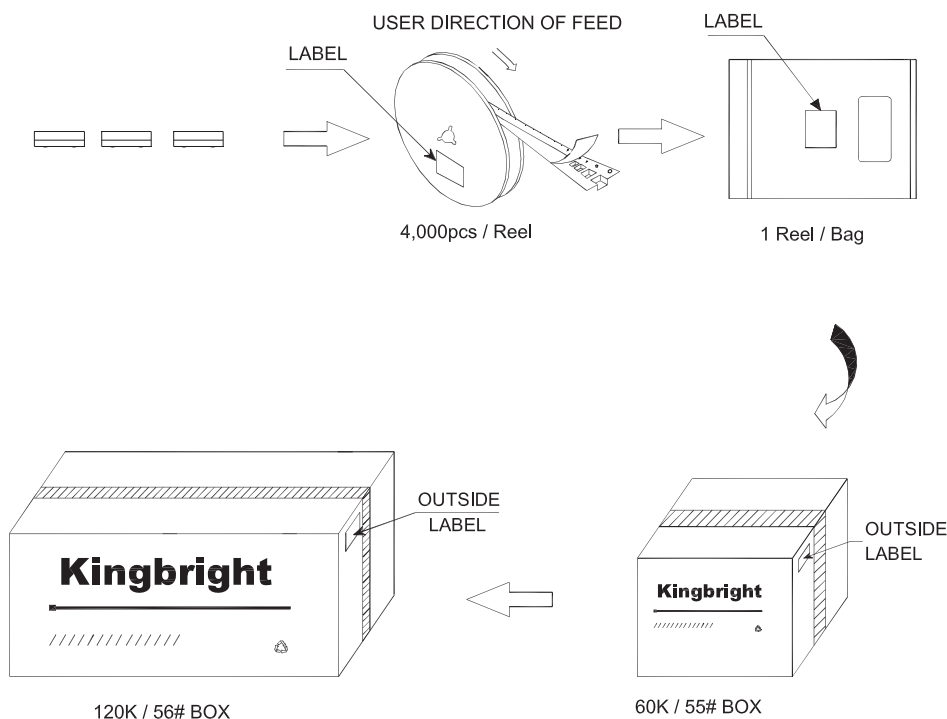 USER DIRECTION OF FEED
LABEL
LABEL
4,000pcs / Reel
1 Reel / Bag
OUTSIDE
LABEL
Kingbright
120K / 56# BOX
OUTSIDE
LABEL
Kingbright
60K / 55# BOX